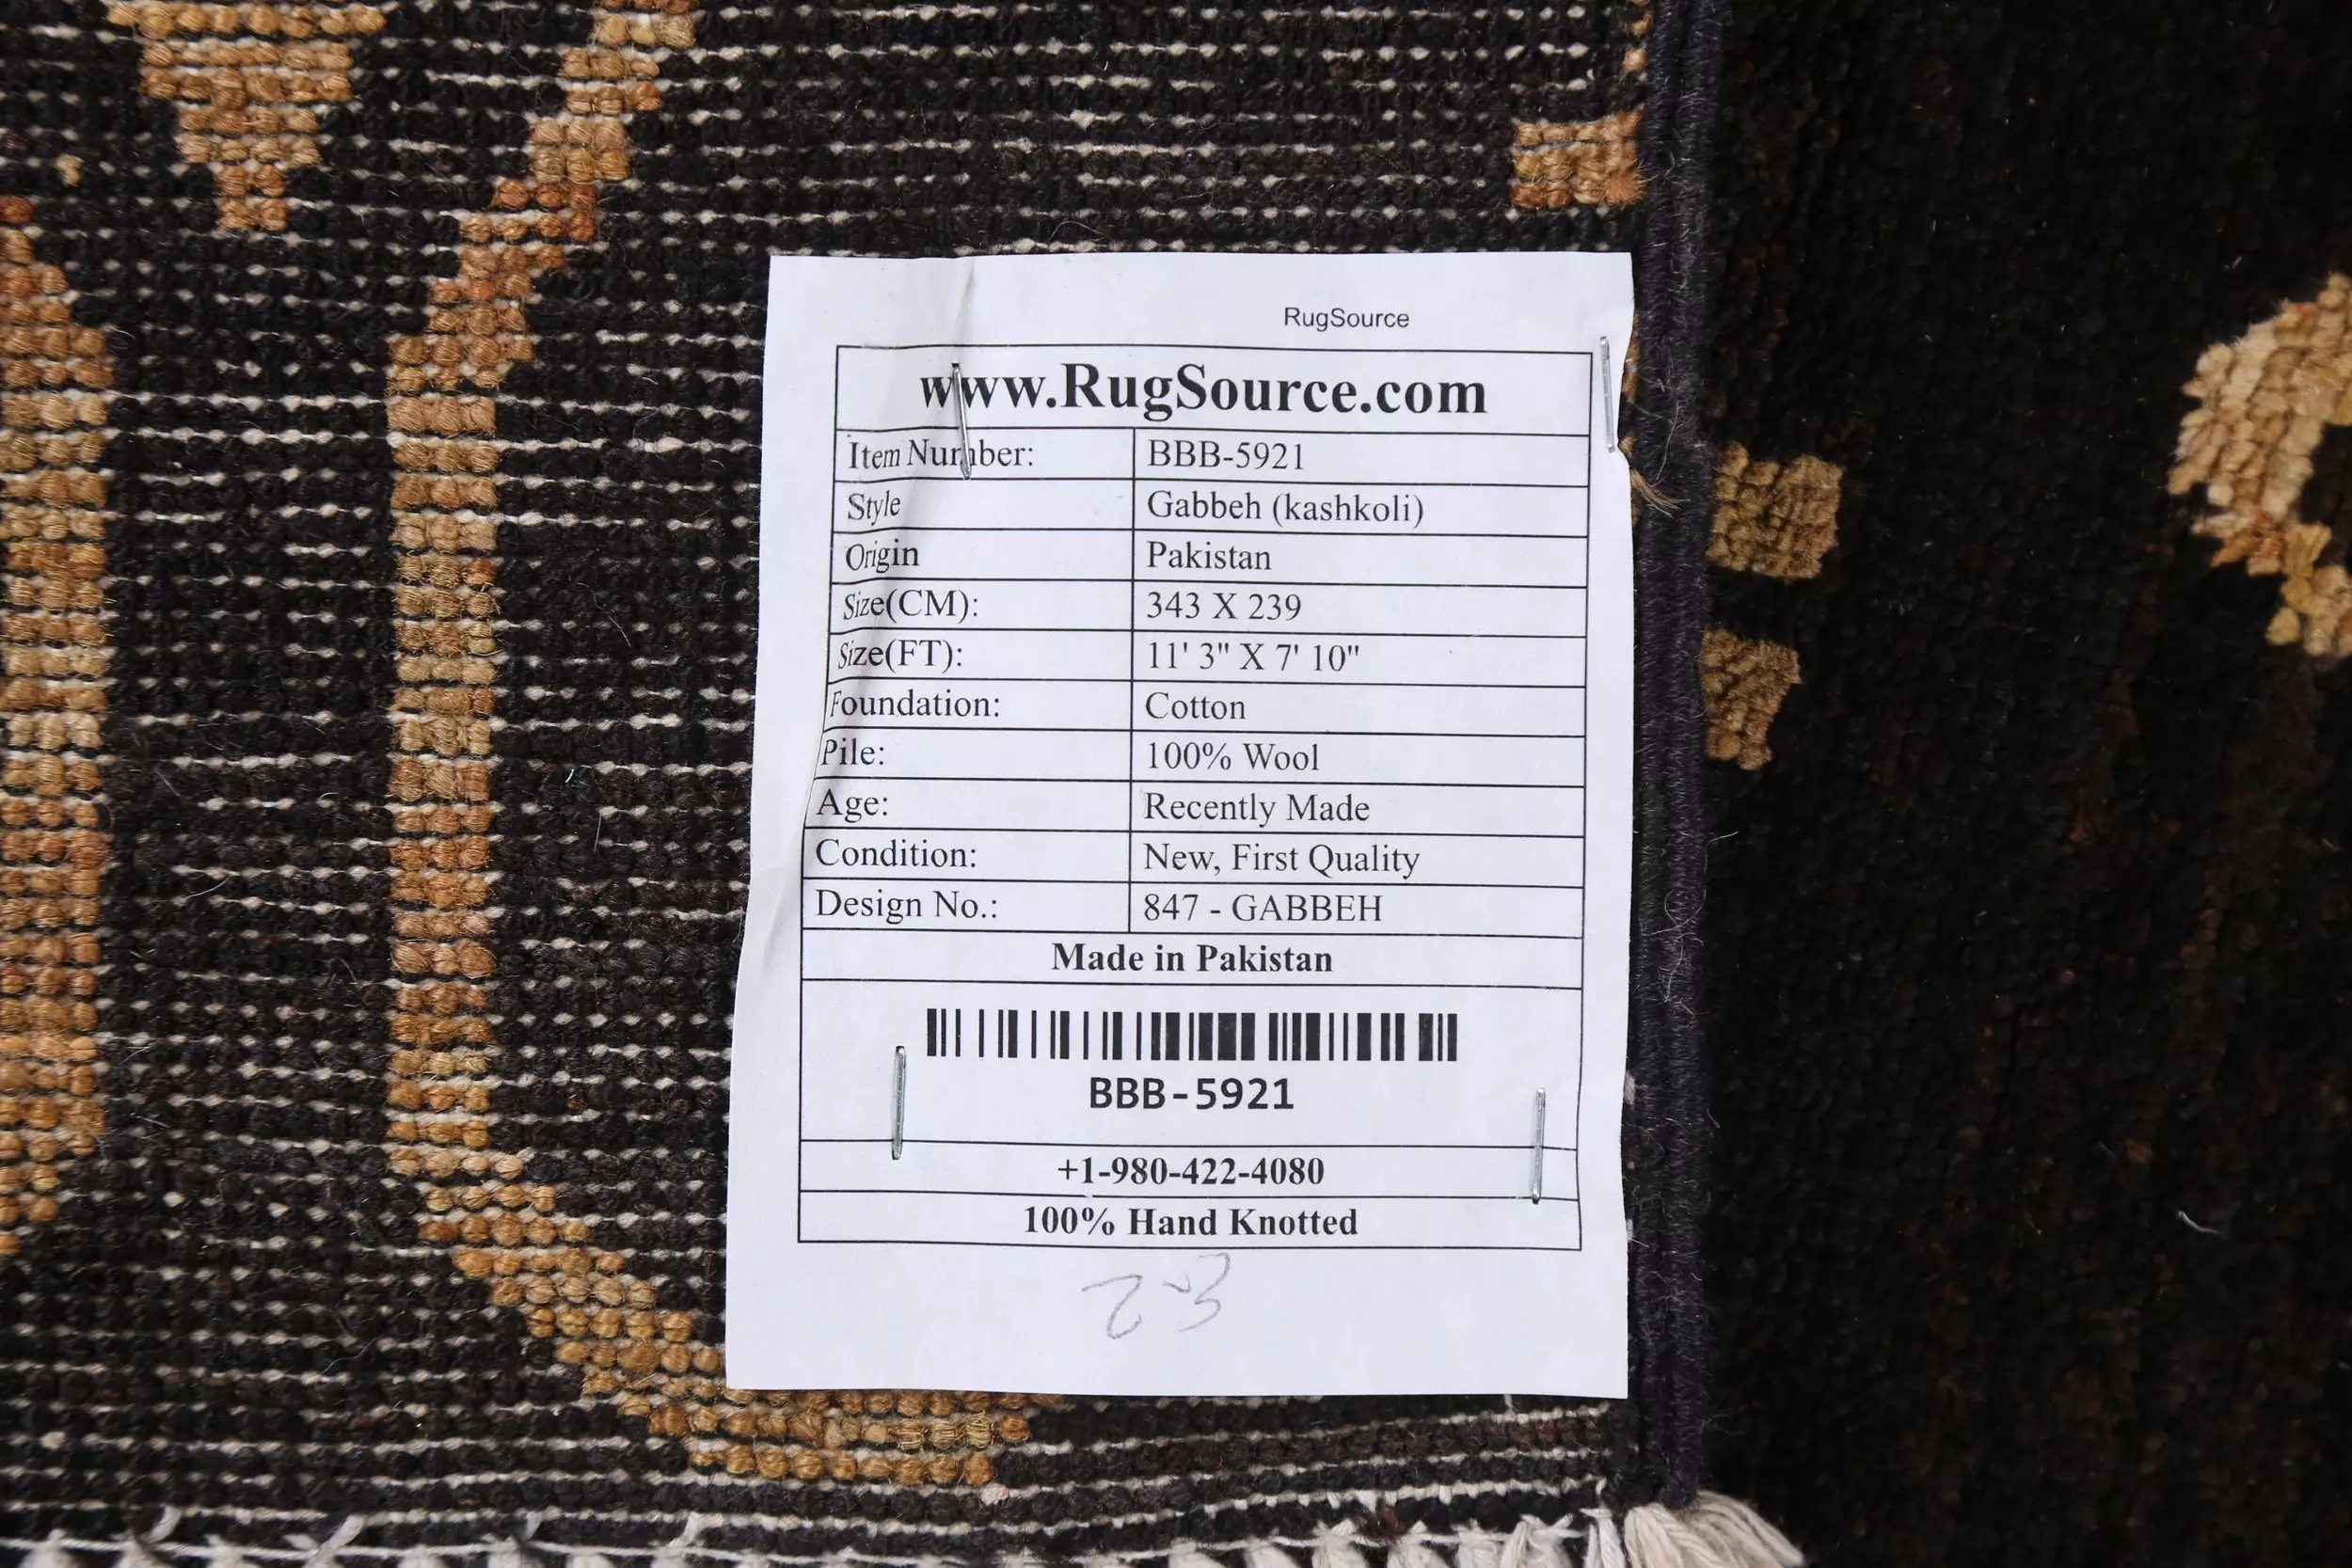 RugSource
www.RugSource.com
Item Number: BBB-5921
Style Gabbeh (kashkoli)
Origin Pakistan
Size(CM): 343 X 239
Size(FT): 11' 3" X 7' 10"
Foundation: Cotton
Pile: 100% Wool
Age: Recently Made
Condition: New, First Quality
Design No.: 847 - GABBEH
Made in Pakistan
BBB-5921
+1-980-422-4080
100% Hand Knotted
23